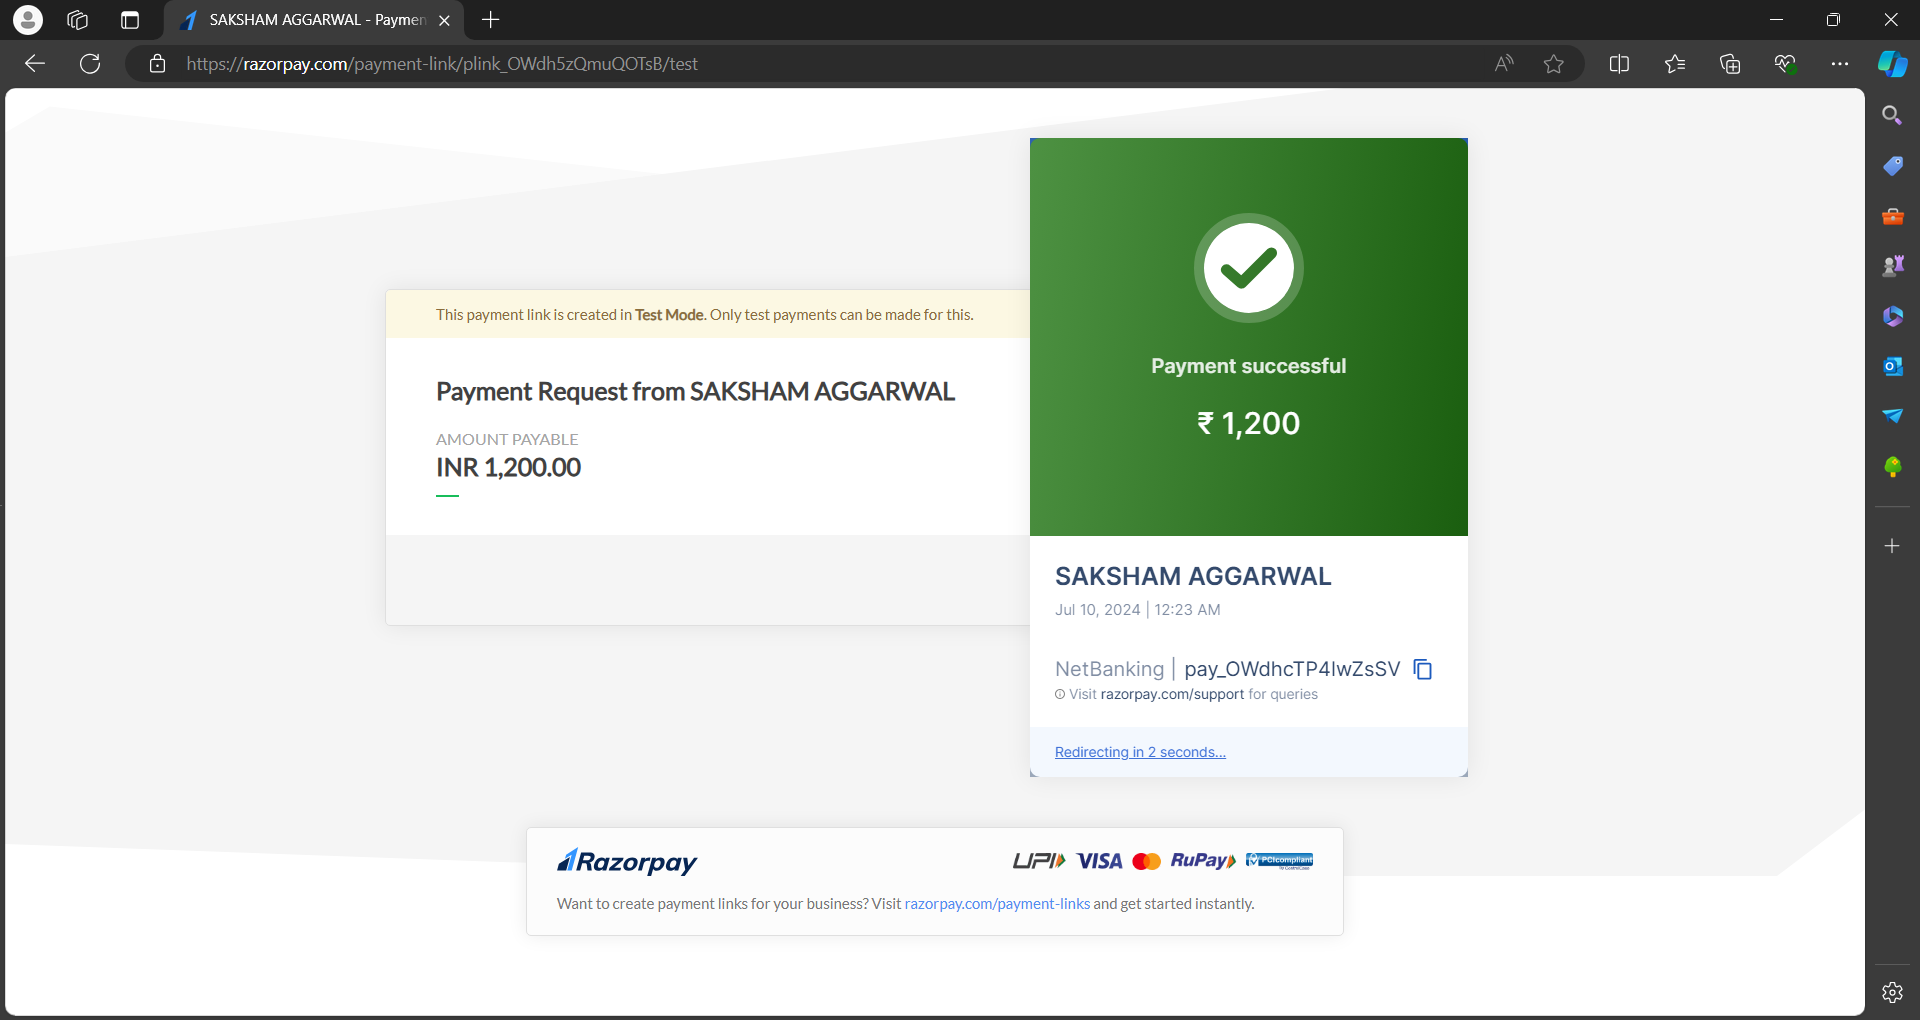 SAKSHAM AGGARWAL - Paymen
https://razorpay.com/payment-link/plink_OWdh5zQmuQOTsB/test
This payment link is created in Test Mode. Only test payments can be made for this.
Payment Request from SAKSHAM AGGARWAL
AMOUNT PAYABLE
INR 1,200.00
Payment successful
₹ 1,200
SAKSHAM AGGARWAL
Jul 10, 2024 | 12:23 AM
NetBanking | pay_OWdhcTP4IwZsSV
Visit razorpay.com/support for queries
Redirecting in 2 seconds...
Razorpay
UPI VISA RuPay PCI compliant
Want to create payment links for your business? Visit razorpay.com/payment-links and get started instantly.